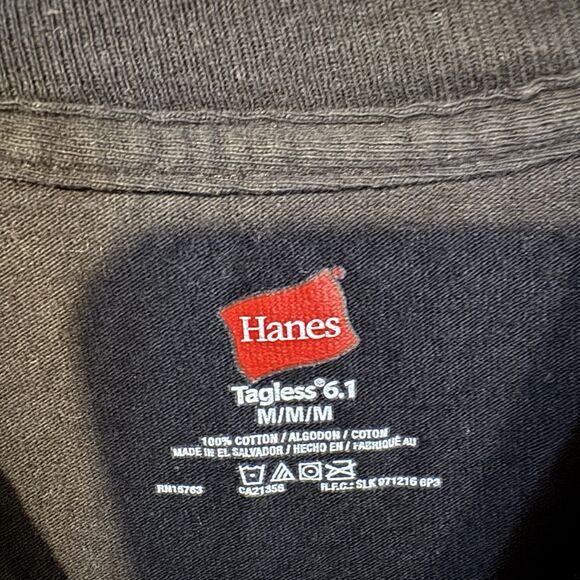 Hanes
Tagless® 6.1
M/M/M
100% COTTON / ALGODON / COTON
MADE IN EL SALVADOR / HECHO EN / FABRIQUÉ AU
RN15763 CA21356 R.F.C.: SLK 971216 6P3